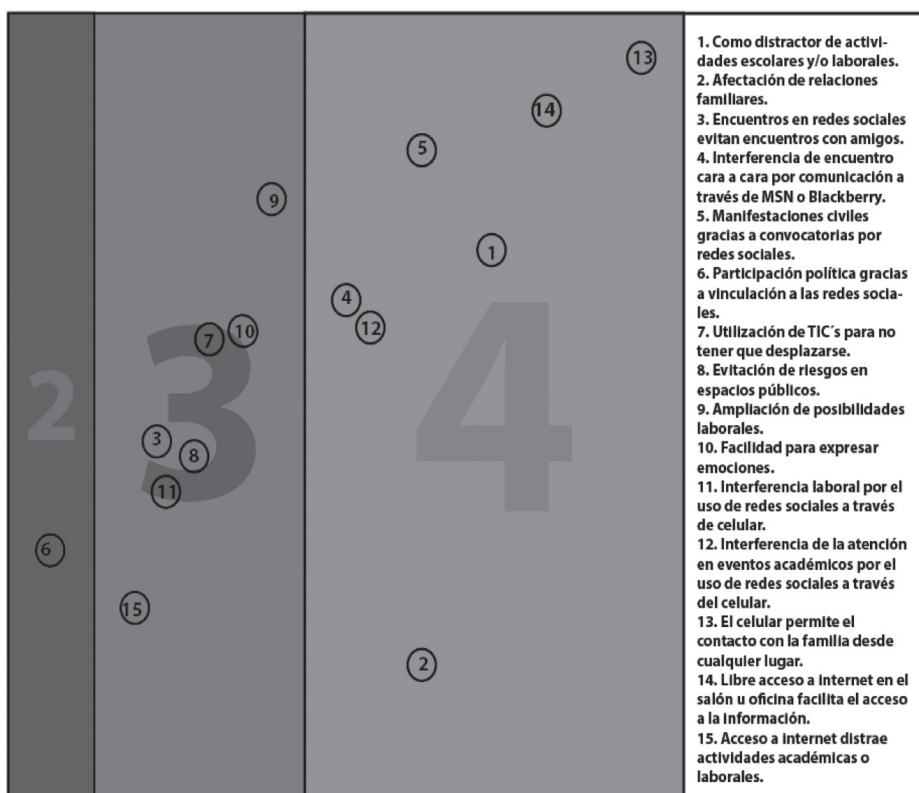 13
14
5
9
1
4
12
10
7
2 3 4
3
8
11
6
15
2
1. Como distractor de activi-
dades escolares y/o laborales.
2. Afectación de relaciones
familiares.
3. Encuentros en redes sociales
evitan encuentros con amigos.
4. Interferencia de encuentro
cara a cara por comunicación a
través de MSN o Blackberry.
5. Manifestaciones civiles
gracias a convocatorias por
redes sociales.
6. Participación política gracias
a vinculación a las redes socia-
les.
7. Utilización de TIC´s para no
tener que desplazarse.
8. Evitación de riesgos en
espacios públicos.
9. Ampliación de posibilidades
laborales.
10. Facilidad para expresar
emociones.
11. Interferencia laboral por el
uso de redes sociales a través
de celular.
12. Interferencia de la atención
en eventos académicos por el
uso de redes sociales a través
del celular.
13. El celular permite el
contacto con la familia desde
cualquier lugar.
14. Libre acceso a internet en el
salón u oficina facilita el acceso
a la información.
15. Acceso a internet distrae
actividades académicas o
laborales.